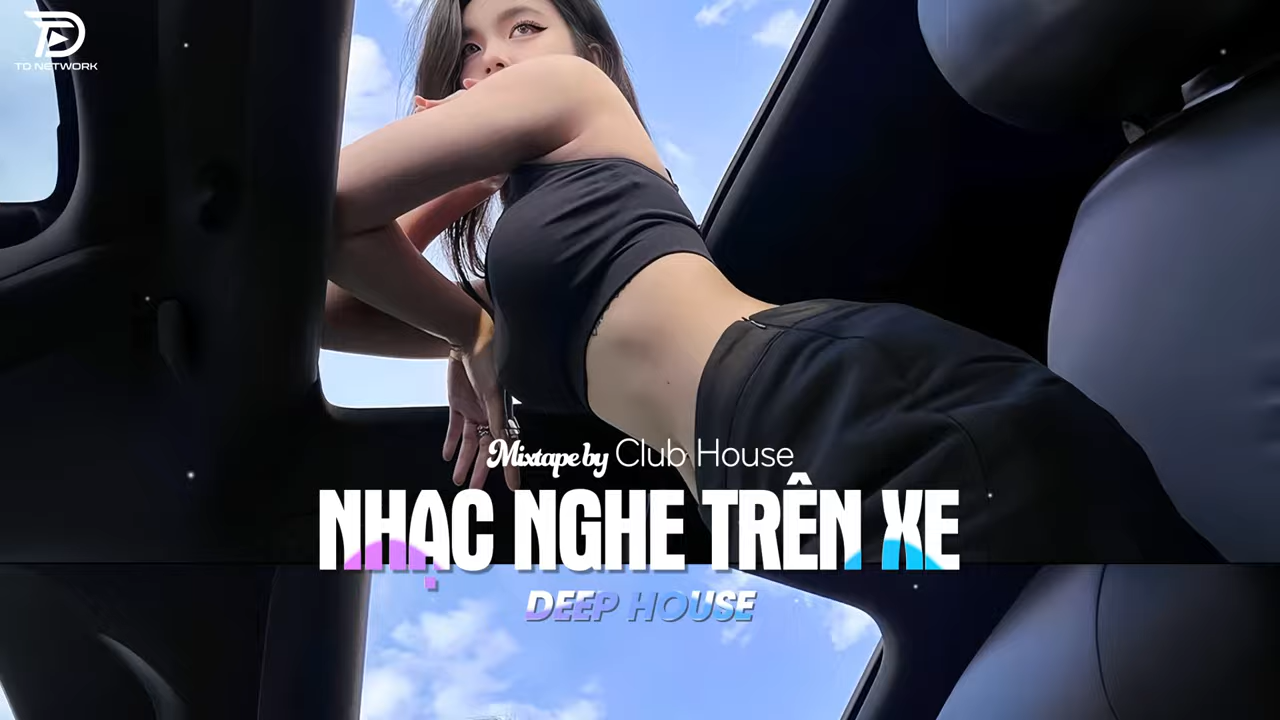 TD NETWORK
Mixtape by Club House
NHẠC NGHE TRÊN XE
DEEP HOUSE